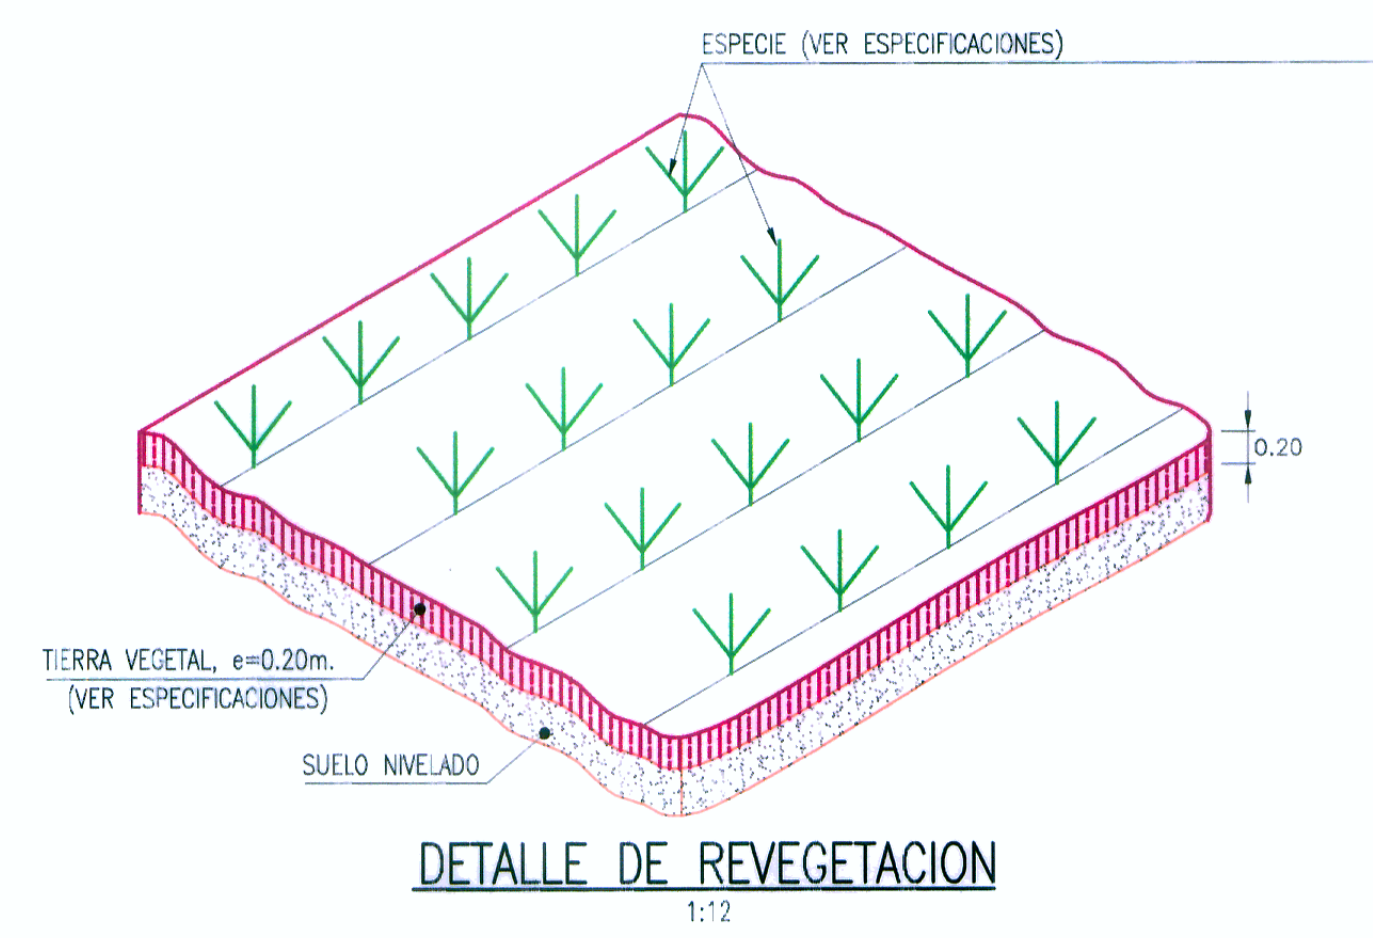 ESPECIE (VER ESPECIFICACIONES)
0.20
TIERRA VEGETAL, e=0.20m.
(VER ESPECIFICACIONES)
SUELO NIVELADO
DETALLE DE REVEGETACION
1:12